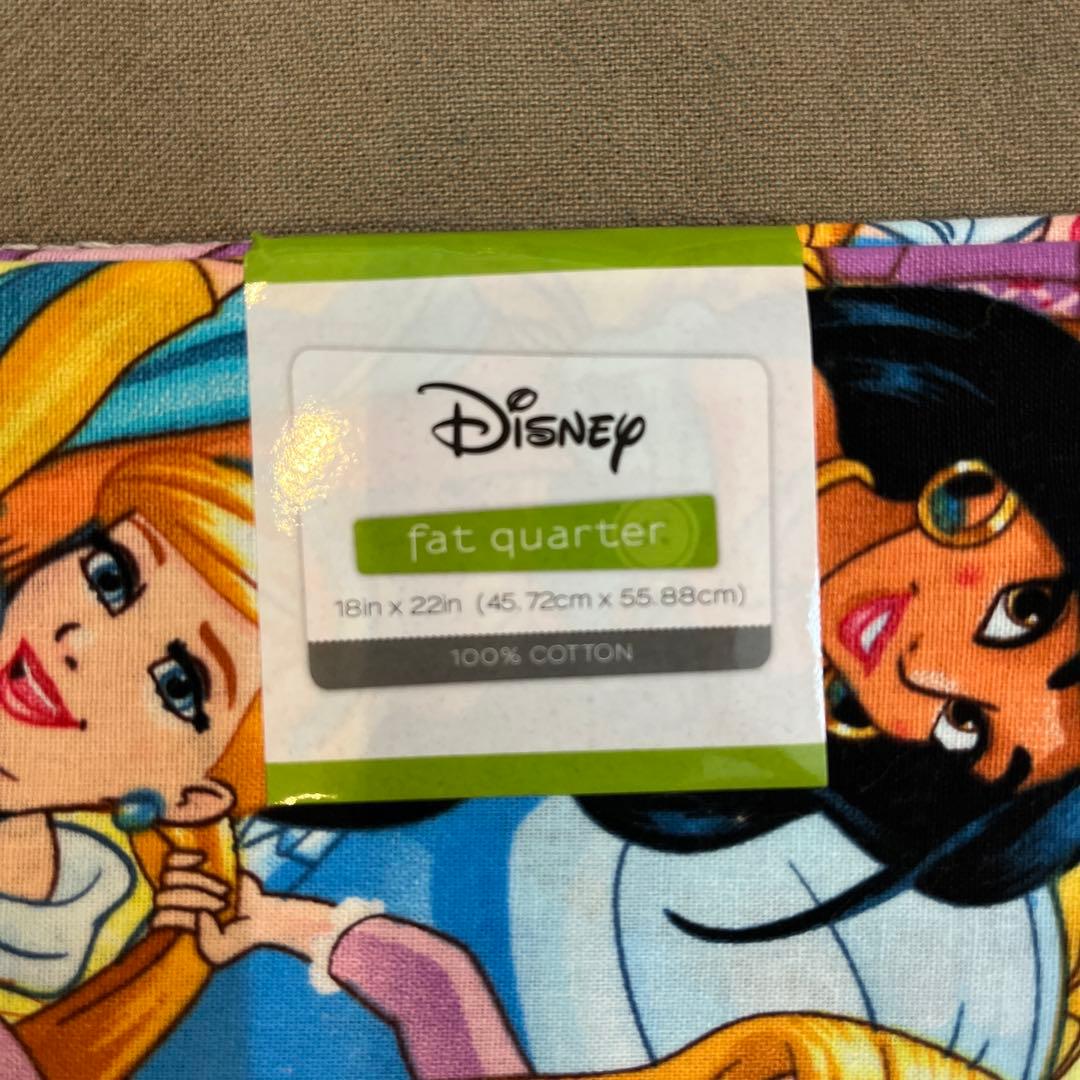 Disney
fat quarter
18in x 22in (45.72cm x 55.88cm)
100% COTTON